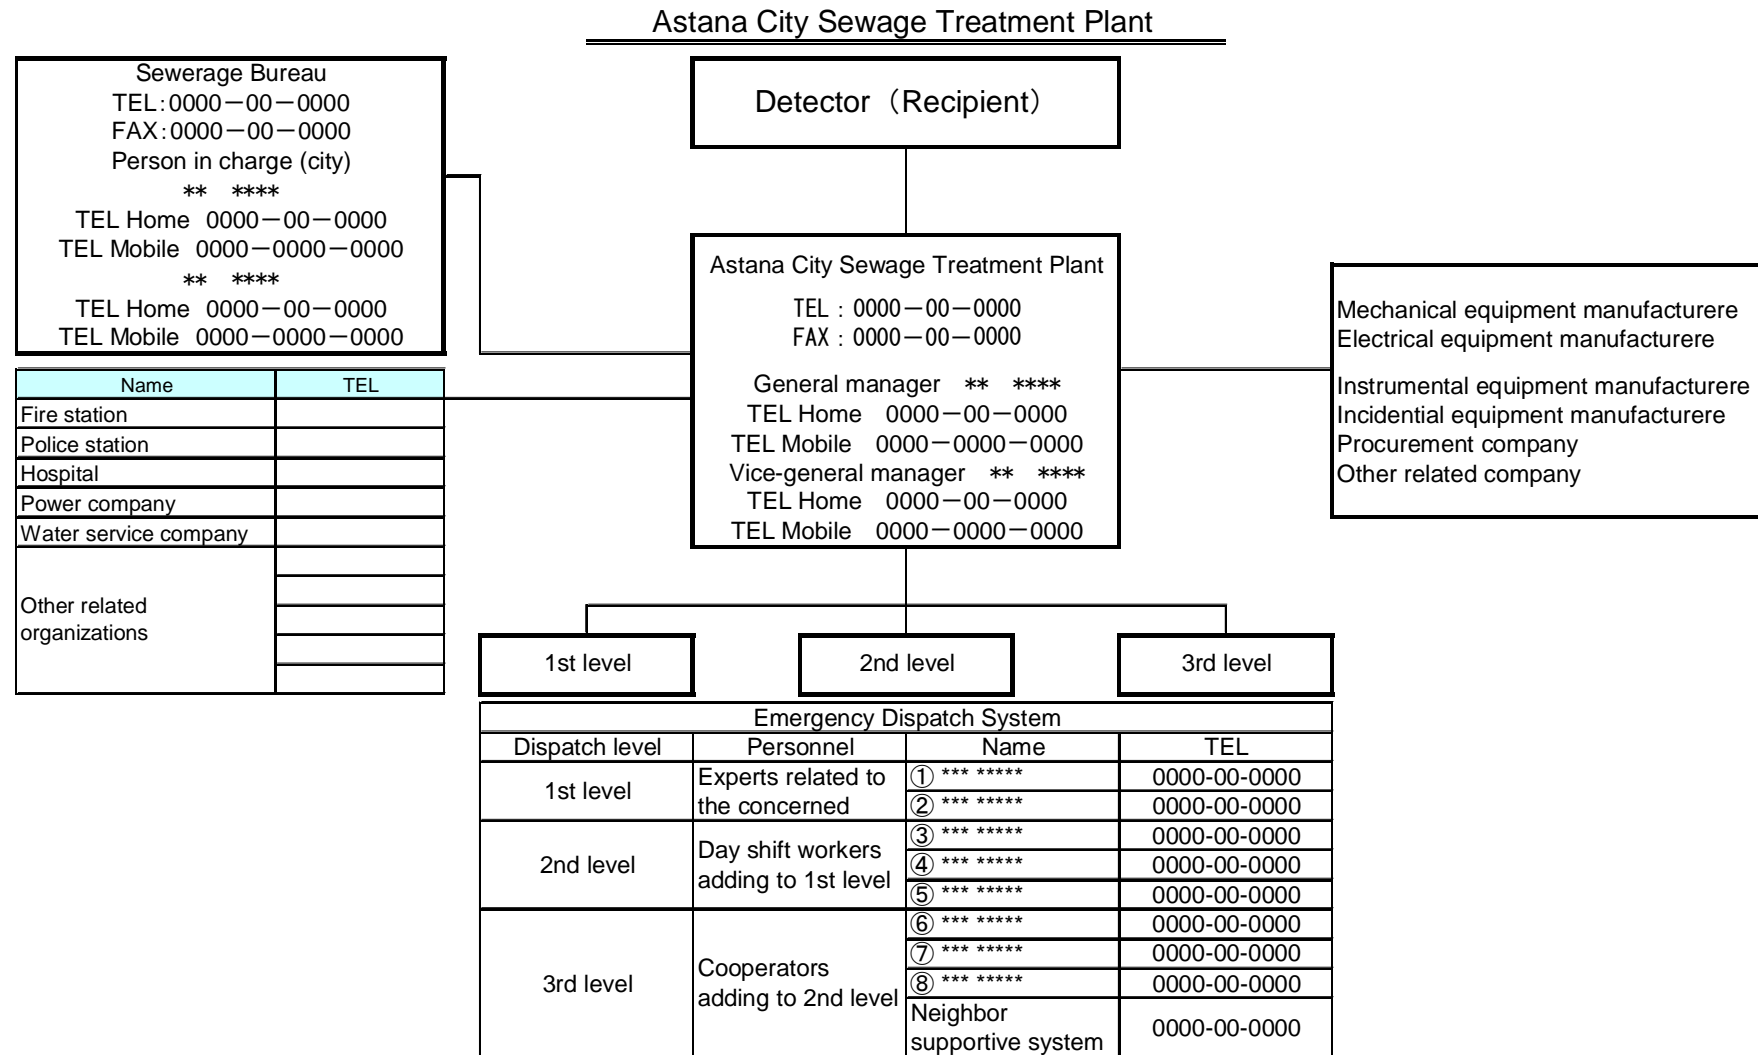 Astana City Sewage Treatment Plant
Sewerage Bureau
TEL:0000－00－0000
FAX:0000－00－0000
Person in charge (city)
** ****
TEL Home 0000－00－0000
TEL Mobile 0000－0000－0000
** ****
TEL Home 0000－00－0000
TEL Mobile 0000－0000－0000
Detector（Recipient）
Astana City Sewage Treatment Plant
TEL：0000－00－0000
FAX：0000－00－0000
General manager ** ****
TEL Home 0000－00－0000
TEL Mobile 0000－0000－0000
Vice-general manager ** ****
TEL Home 0000－00－0000
TEL Mobile 0000－0000－0000
Mechanical equipment manufacturere
Electrical equipment manufacturere
Instrumental equipment manufacturere
Incidential equipment manufacturere
Procurement company
Other related company
Name TEL
Fire station
Police station
Hospital
Power company
Water service company
Other related
organizations
1st level 2nd level 3rd level
Emergency Dispatch System
Dispatch level Personnel Name TEL
1st level
Experts related to
the concerned
① *** ***** 0000-00-0000
② *** ***** 0000-00-0000
2nd level
Day shift workers
adding to 1st level
③ *** ***** 0000-00-0000
④ *** ***** 0000-00-0000
⑤ *** ***** 0000-00-0000
3rd level
Cooperators
adding to 2nd level
⑥ *** ***** 0000-00-0000
⑦ *** ***** 0000-00-0000
⑧ *** ***** 0000-00-0000
Neighbor
supportive system
0000-00-0000